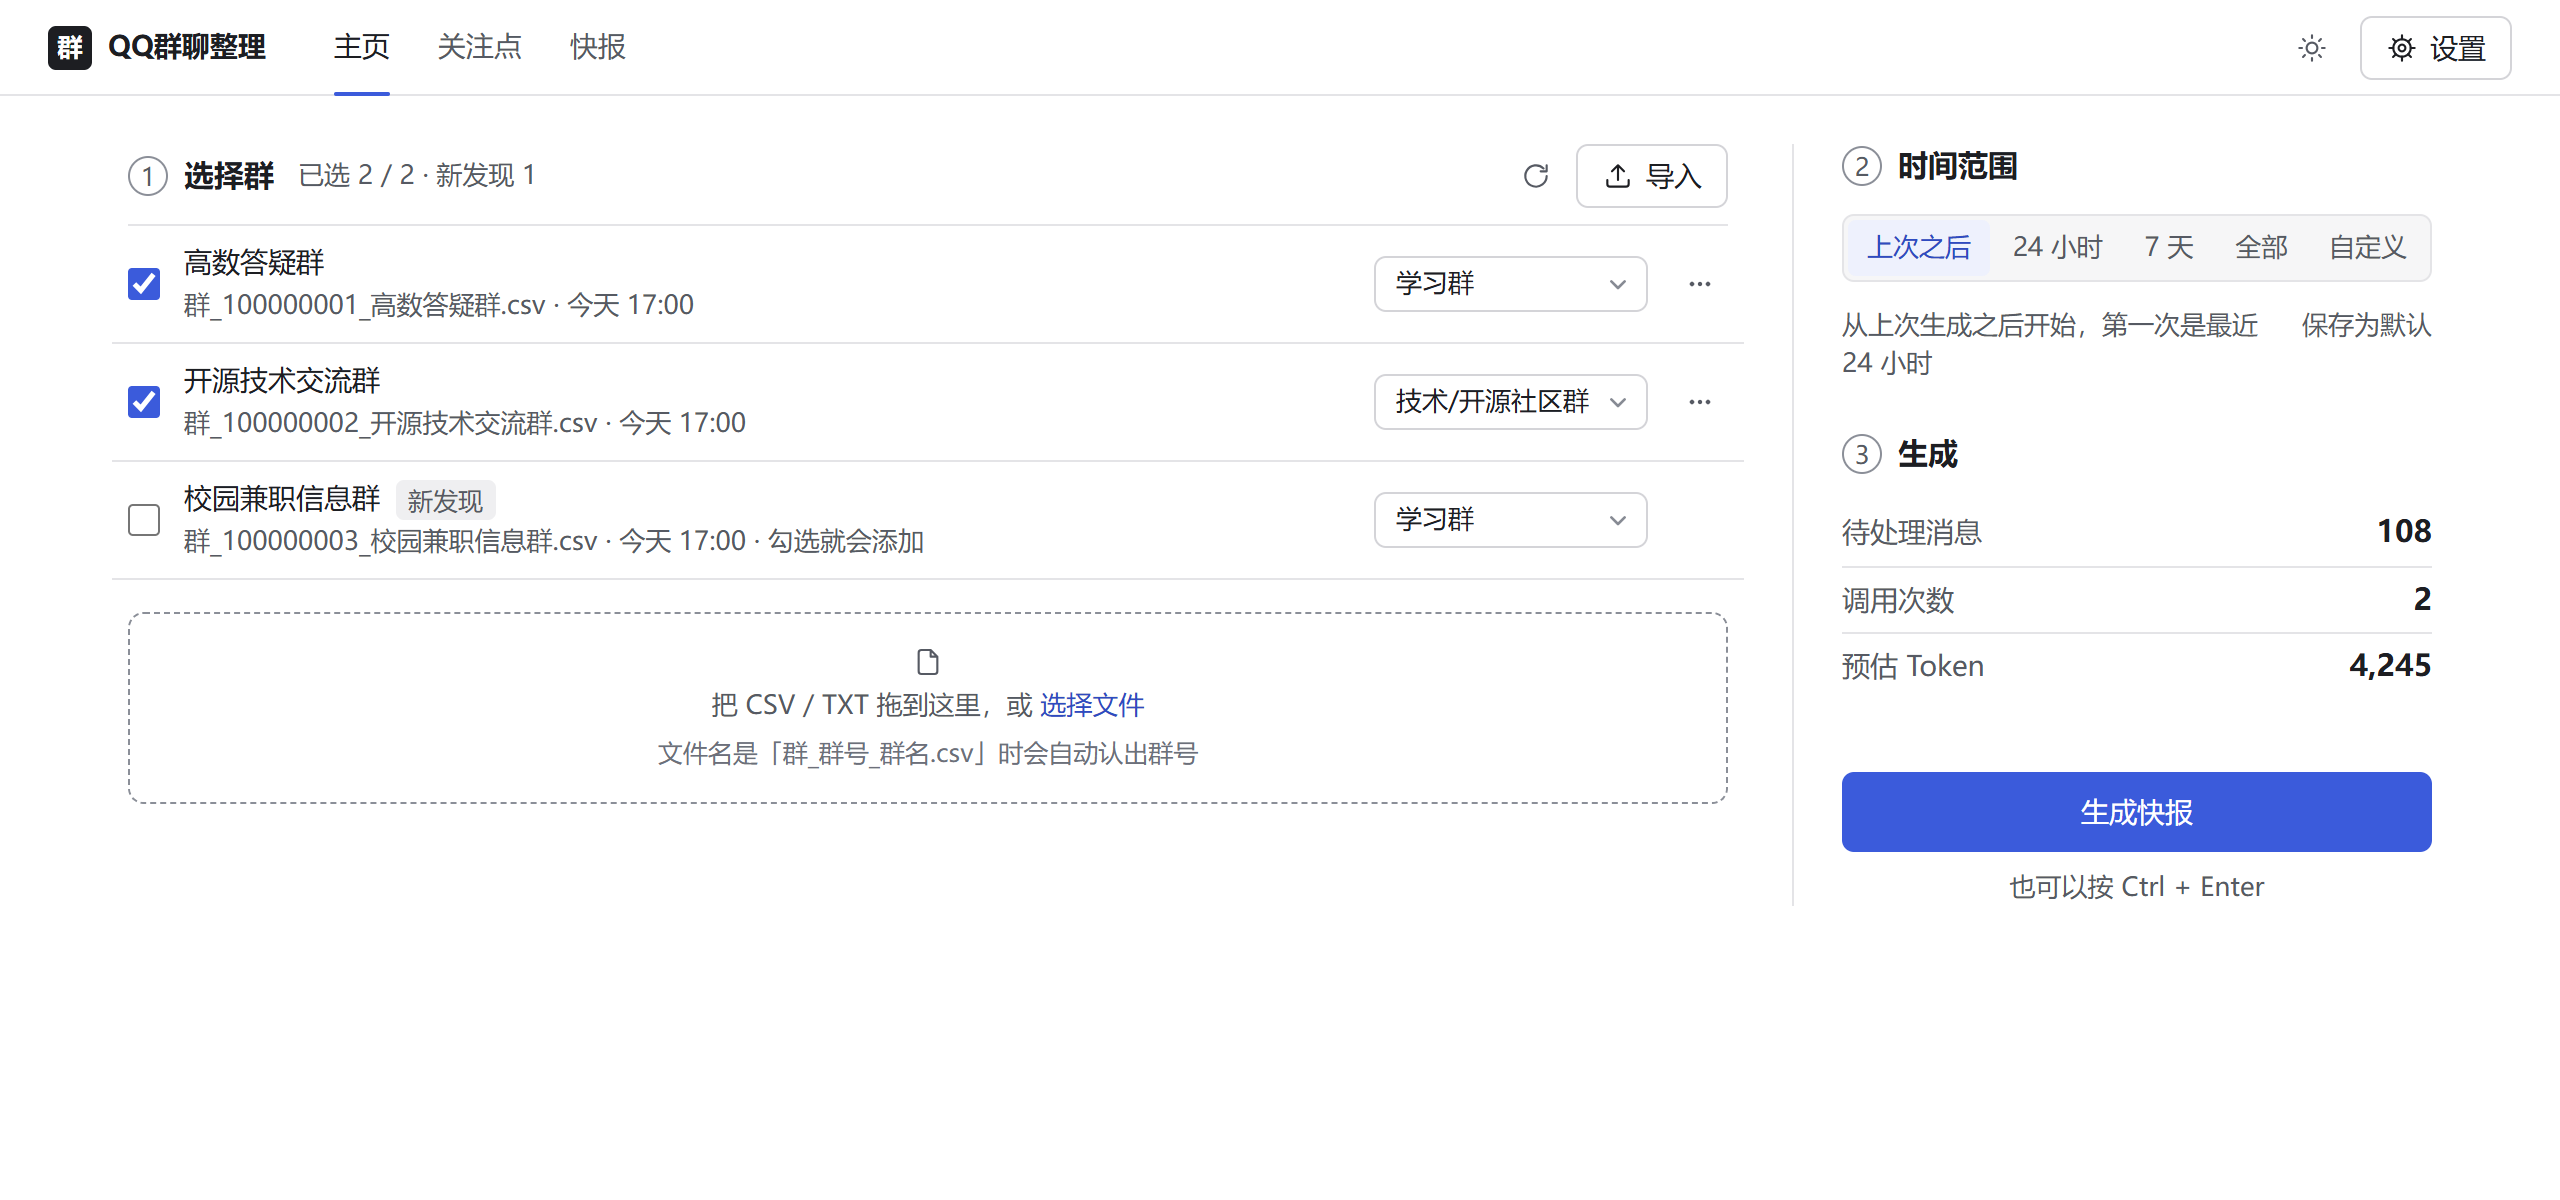 群 QQ群聊整理 主页 关注点 快报 设置
1 选择群 已选 2 / 2 · 新发现 1 导入
高数答疑群
群_100000001_高数答疑群.csv · 今天 17:00
学习群
开源技术交流群
群_100000002_开源技术交流群.csv · 今天 17:00
技术/开源社区群
校园兼职信息群 新发现
群_100000003_校园兼职信息群.csv · 今天 17:00 · 勾选就会添加
学习群
把 CSV / TXT 拖到这里，或 选择文件
文件名是「群_群号_群名.csv」时会自动认出群号
2 时间范围
上次之后 24 小时 7 天 全部 自定义
从上次生成之后开始，第一次是最近 保存为默认
24 小时
3 生成
待处理消息 108
调用次数 2
预估 Token 4,245
生成快报
也可以按 Ctrl + Enter